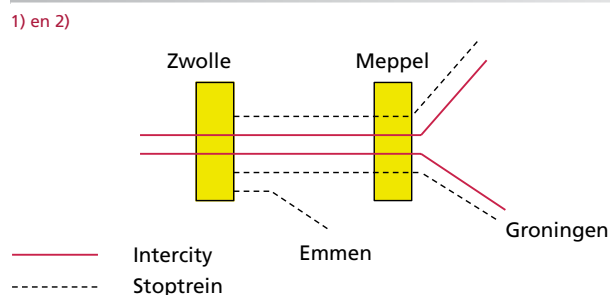 1) en 2)
Zwolle
Meppel
Groningen
Emmen
Intercity
Stoptrein